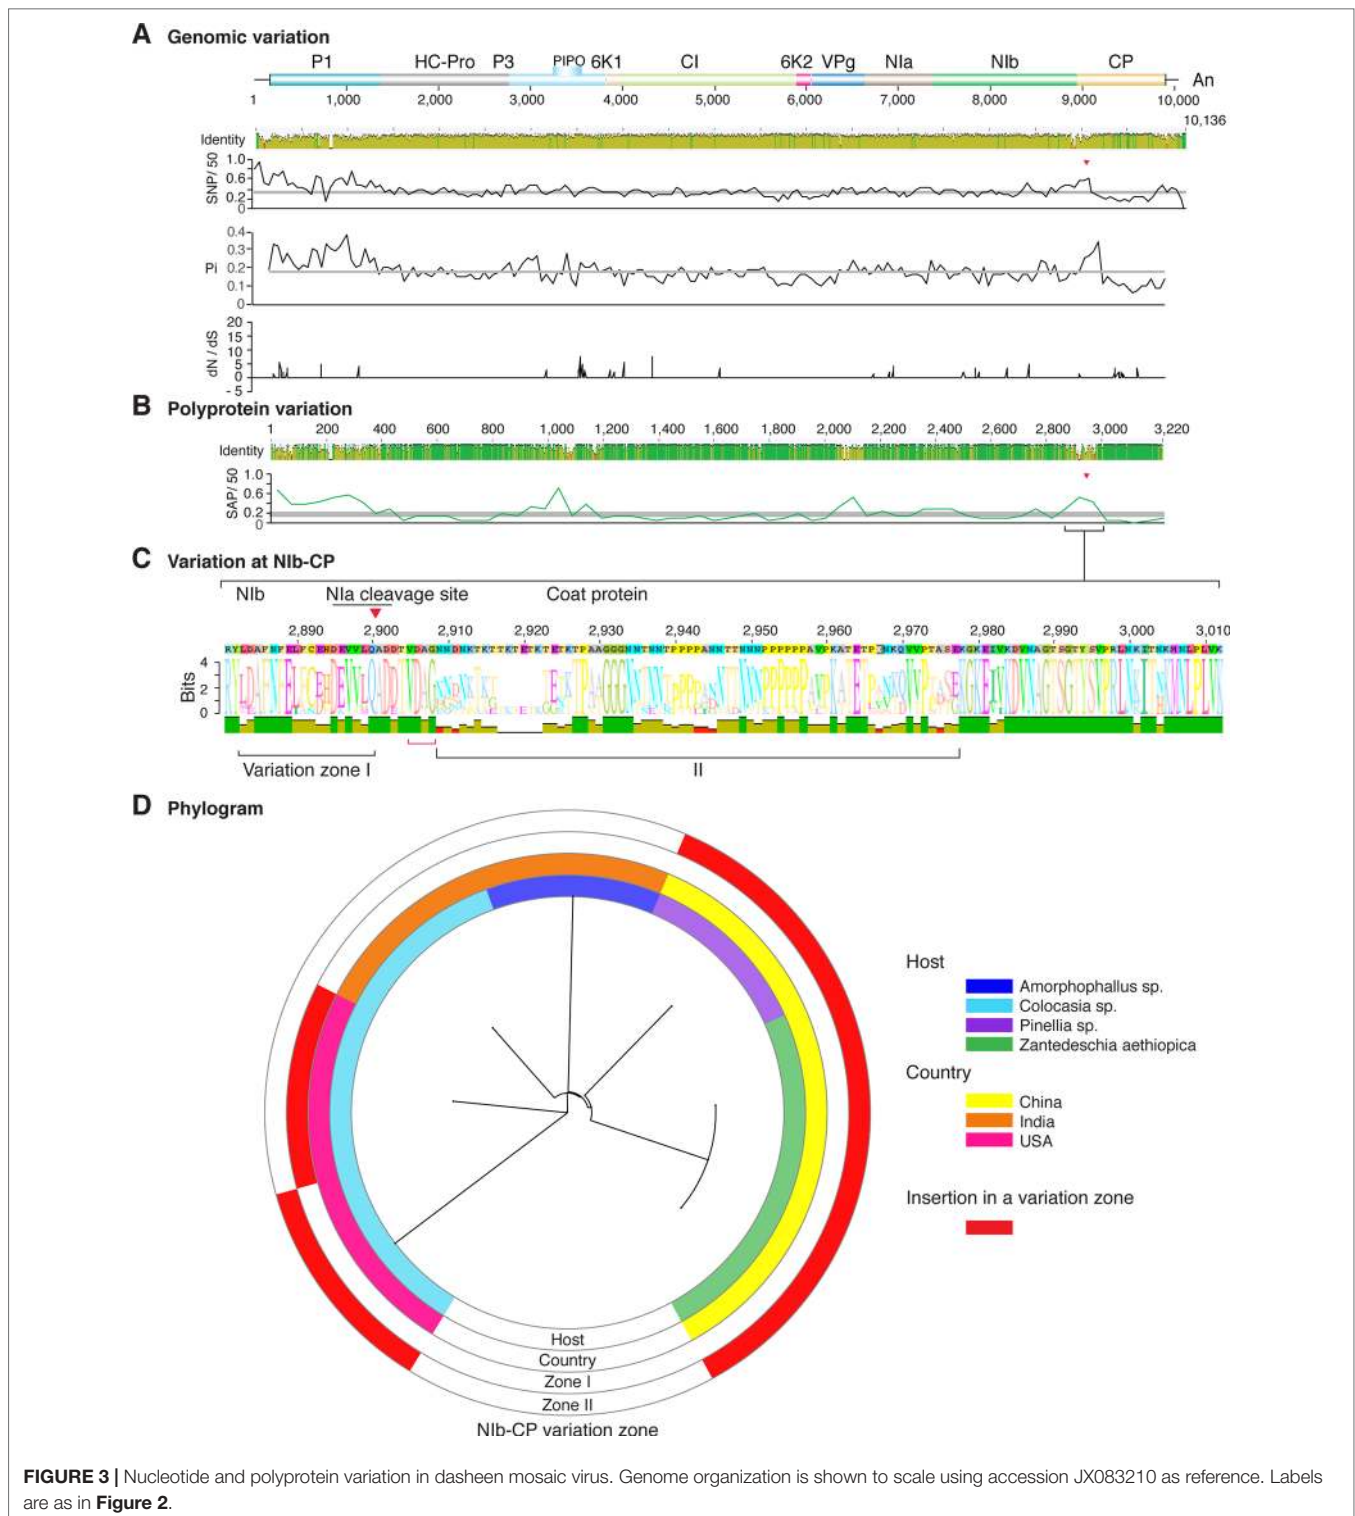 A Genomic variation
P1 HC-Pro P3 PIPO 6K1 CI 6K2 VPg NIa NIb CP
An
1 1,000 2,000 3,000 4,000 5,000 6,000 7,000 8,000 9,000 10,000
10,136
Identity
SNP/ 50
1.0
0.6
0.2
0
Pi
0.4
0.3
0.2
0.1
0
dN / dS
20
15
10
5
0
- 5
B Polyprotein variation
1 200 400 600 800 1,000 1,200 1,400 1,600 1,800 2,000 2,200 2,400 2,600 2,800 3,000 3,220
Identity
SAP/ 50
1.0
0.6
0.2
0
C Variation at NIb-CP
NIb NIa cleavage site Coat protein
2,890 2,900 2,910 2,920 2,930 2,940 2,950 2,960 2,970 2,980 2,990 3,000 3,010
Bits
4
2
0
Variation zone I II
D Phylogram
Host
Amorphophallus sp.
Colocasia sp.
Pinellia sp.
Zantedeschia aethiopica
Country
China
India
USA
Insertion in a variation zone
Host
Country
Zone I
Zone II
NIb-CP variation zone
FIGURE 3 | Nucleotide and polyprotein variation in dasheen mosaic virus. Genome organization is shown to scale using accession JX083210 as reference. Labels
are as in Figure 2.